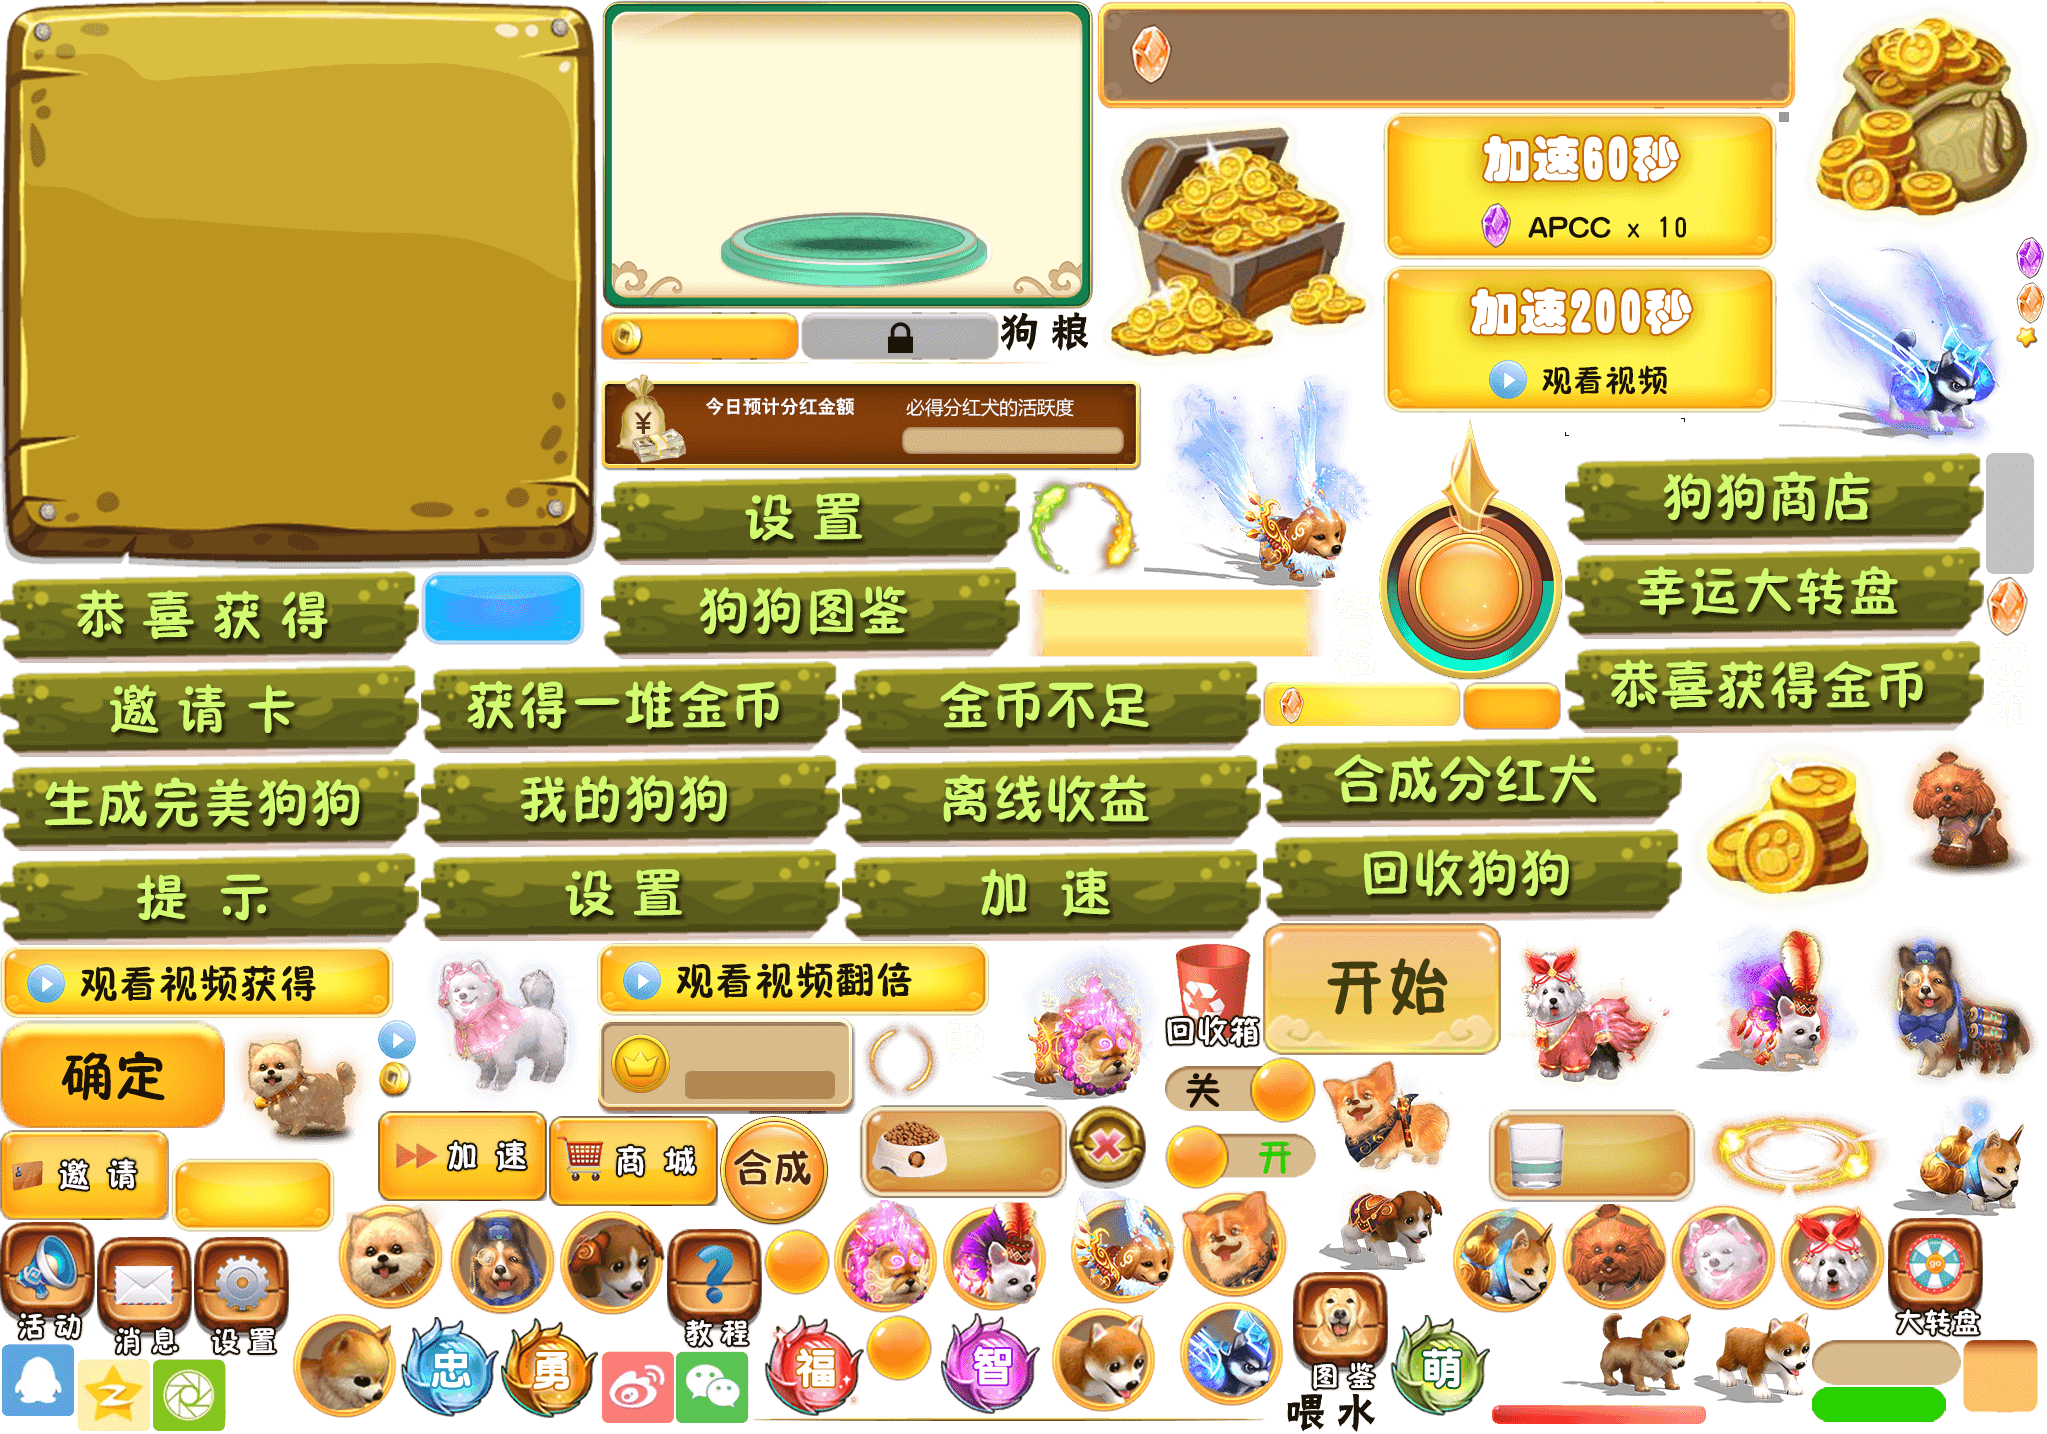 加速60秒
APCC x 10
加速200秒
观看视频
狗 粮
今日预计分红金额
必得分红犬的活跃度
设 置
狗狗商店
恭 喜 获 得
狗狗图鉴
幸运大转盘
邀 请 卡
获得一堆金币
金币不足
恭喜获得金币
生成完美狗狗
我的狗狗
离线收益
合成分红犬
提 示
设 置
加 速
回收狗狗
观看视频获得
观看视频翻倍
回收箱
开始
确定
关
邀 请
加 速
商 城
合成
开
活 动
消 息
设 置
教 程
大转盘
忠
勇
福
智
图 鉴
萌
喂 水
go